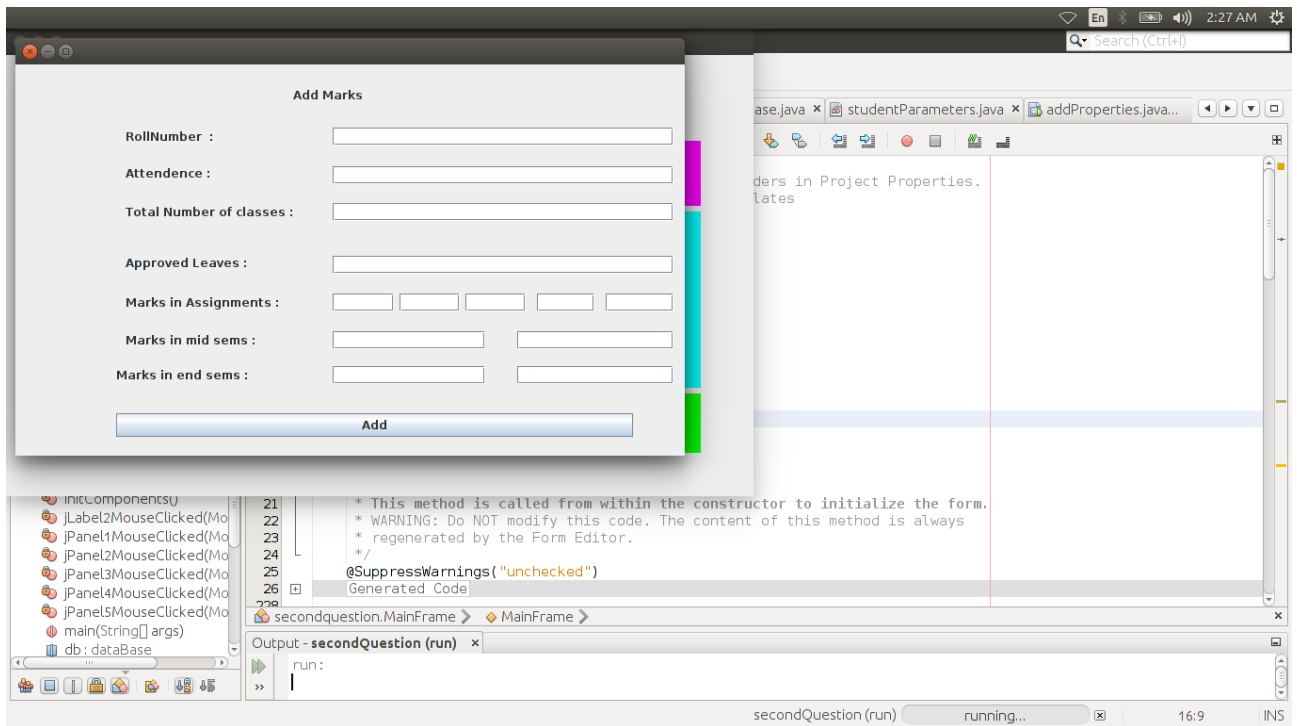 En 2:27 AM
Search (Ctrl+I)
Add Marks
RollNumber :
Attendence :
Total Number of classes :
Approved Leaves :
Marks in Assignments :
Marks in mid sems :
Marks in end sems :
Add
ase.java studentParameters.java addProperties.java...
ders in Project Properties.
lates
initComponents()
jLabel2MouseClicked(Mo
jPanel1MouseClicked(Mo
jPanel2MouseClicked(Mo
jPanel3MouseClicked(Mo
jPanel4MouseClicked(Mo
jPanel5MouseClicked(Mo
main(String[] args)
db : dataBase
21 * This method is called from within the constructor to initialize the form.
22 * WARNING: Do NOT modify this code. The content of this method is always
23 * regenerated by the Form Editor.
24 */
25 @SuppressWarnings("unchecked")
26 Generated Code
228
secondquestion.MainFrame MainFrame
Output - secondQuestion (run)
run:
secondQuestion (run) running... 16:9 INS